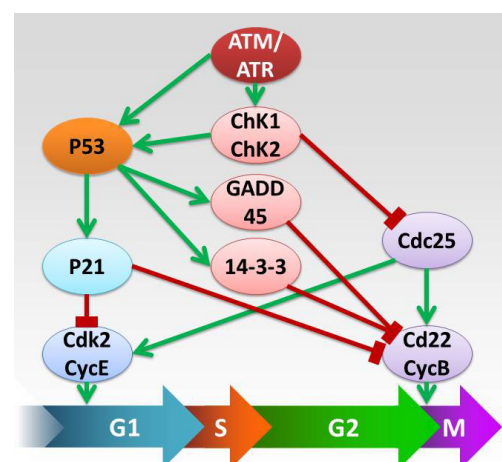 ATM/
ATR
ChK1
ChK2
P53
GADD
45
Cdc25
P21
14-3-3
Cdk2
CycE
Cd22
CycB
G1
S
G2
M